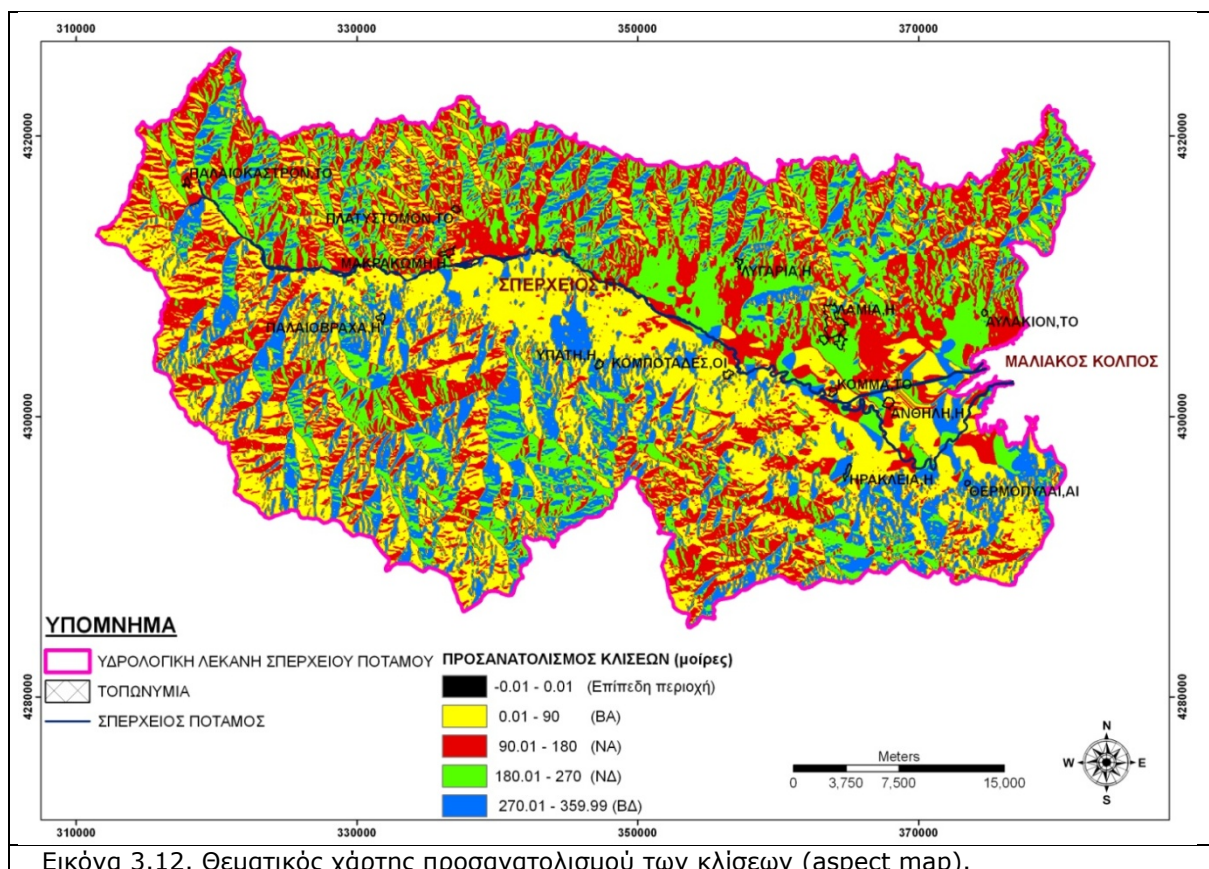 310000 330000 350000 370000
4320000 4320000
4300000 4300000
4280000 4280000
ΠΑΛΑΙΟΚΑΣΤΡΟΝ,ΤΟ
ΠΛΑΤΥΣΤΟΜΟΝ,ΤΟ
ΜΑΚΡΑΚΩΜΗ,Η
ΛΥΓΑΡΙΑ,Η
ΣΠΕΡΧΕΙΟΣ
ΠΑΛΑΙΟΒΡΑΧΑ,Η
ΛΑΜΙΑ,Η
ΑΥΛΑΚΙΟΝ,ΤΟ
ΥΠΑΤΗ,Η
ΚΟΜΠΟΤΑΔΕΣ,ΟΙ
ΜΑΛΙΑΚΟΣ ΚΟΛΠΟΣ
ΚΟΜΜΑ,ΤΟ
ΑΝΘΗΛΗ,Η
ΗΡΑΚΛΕΙΑ,Η
ΘΕΡΜΟΠΥΛΑΙ,ΑΙ
ΥΠΟΜΝΗΜΑ
ΥΔΡΟΛΟΓΙΚΗ ΛΕΚΑΝΗ ΣΠΕΡΧΕΙΟΥ ΠΟΤΑΜΟΥ
ΤΟΠΩΝΥΜΙΑ
ΣΠΕΡΧΕΙΟΣ ΠΟΤΑΜΟΣ
ΠΡΟΣΑΝΑΤΟΛΙΣΜΟΣ ΚΛΙΣΕΩΝ (μοίρες)
-0.01 - 0.01 (Επίπεδη περιοχή)
0.01 - 90 (ΒΑ)
90.01 - 180 (ΝΑ)
180.01 - 270 (ΝΔ)
270.01 - 359.99 (ΒΔ)
Meters
0 3,750 7,500 15,000
N
W E
S
310000 330000 350000 370000
Εικόνα 3.12. Θεματικός χάρτης προσανατολισμού των κλίσεων (aspect map).